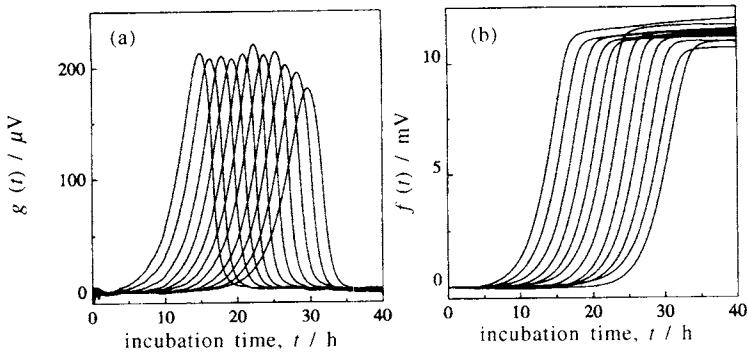 (a)
200
100
0
g (t) / μV
0 10 20 30 40
incubation time, t / h
(b)
10
5
0
f (t) / mV
0 10 20 30 40
incubation time, t / h